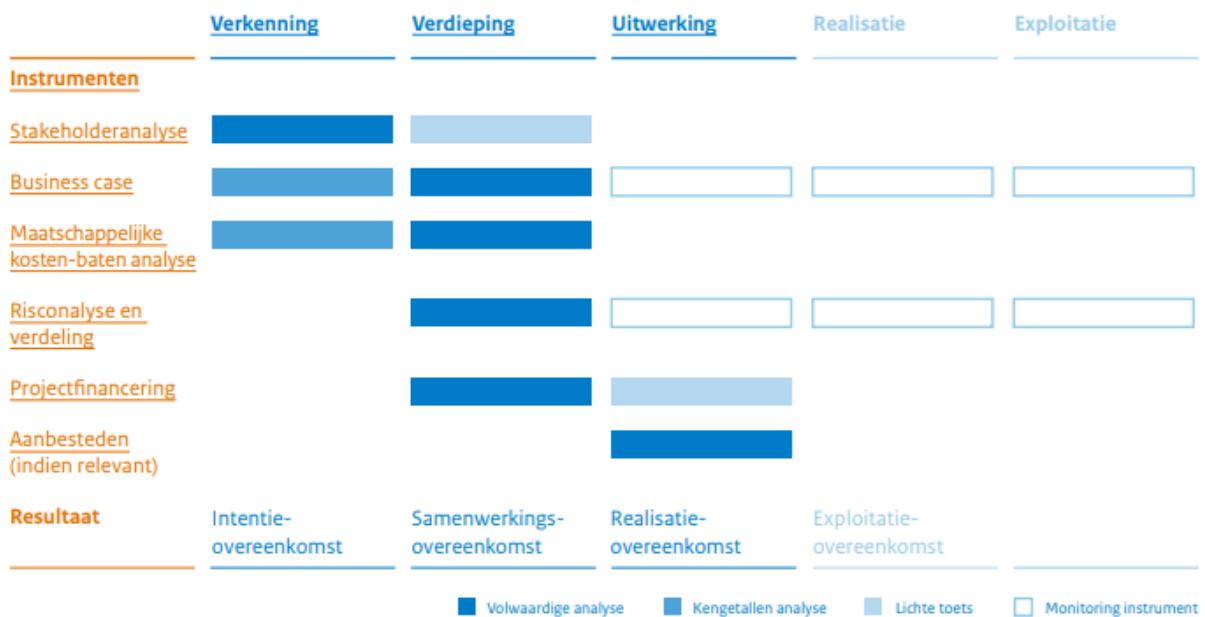 Verkenning Verdieping Uitwerking Realisatie Exploitatie
Instrumenten
Stakeholderanalyse
Business case
Maatschappelijke
kosten-baten analyse
Risconalyse en
verdeling
Projectfinancering
Aanbesteden
(indien relevant)
Resultaat
Intentie-
overeenkomst
Samenwerkings-
overeenkomst
Realisatie-
overeenkomst
Exploitatie-
overeenkomst
Volwaardige analyse Kengetallen analyse Lichte toets Monitoring instrument